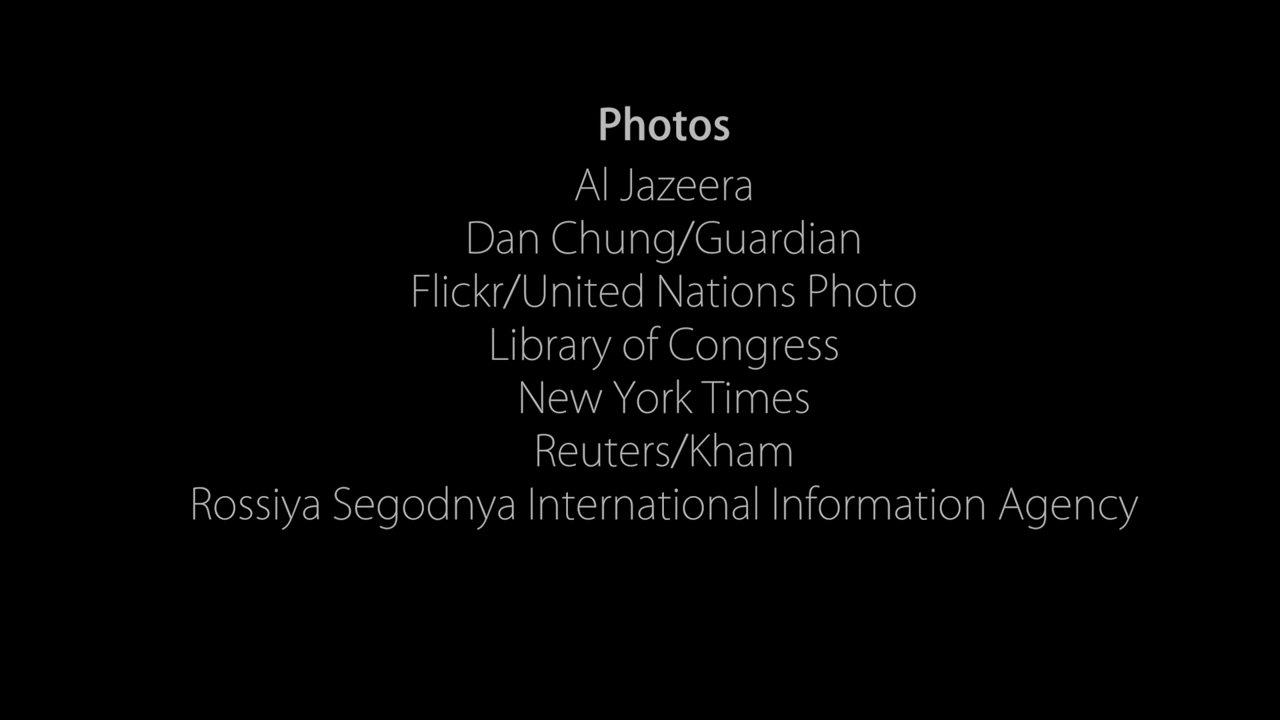 Photos
Al Jazeera
Dan Chung/Guardian
Flickr/United Nations Photo
Library of Congress
New York Times
Reuters/Kham
Rossiya Segodnya International Information Agency